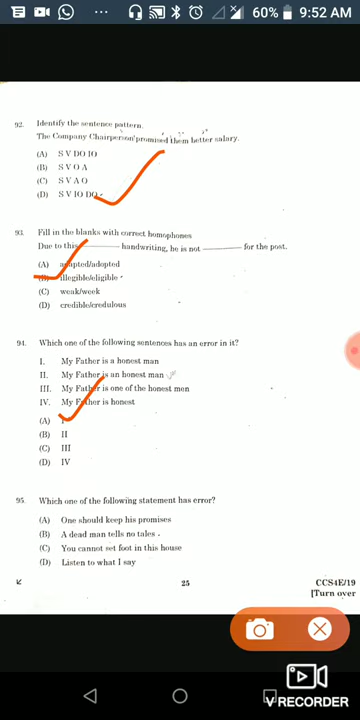 60% 9:52 AM
92. Identify the sentence pattern.
The Company Chairperson promised them better salary.
(A) S V DO IO
(B) S V O A
(C) S V A O
(D) S V IO DO
93. Fill in the blanks with correct homophones
Due to this ________ handwriting, he is not ________ for the post.
(A) adapted/adopted
(B) illegible/eligible
(C) weak/week
(D) credible/credulous
94. Which one of the following sentences has an error in it?
I. My Father is a honest man
II. My Father is an honest man
III. My Father is one of the honest men
IV. My Father is honest
(A) I
(B) II
(C) III
(D) IV
95. Which one of the following statement has error?
(A) One should keep his promises
(B) A dead man tells no tales
(C) You cannot set foot in this house
(D) Listen to what I say
25
CCS4E/19
[Turn over
V RECORDER